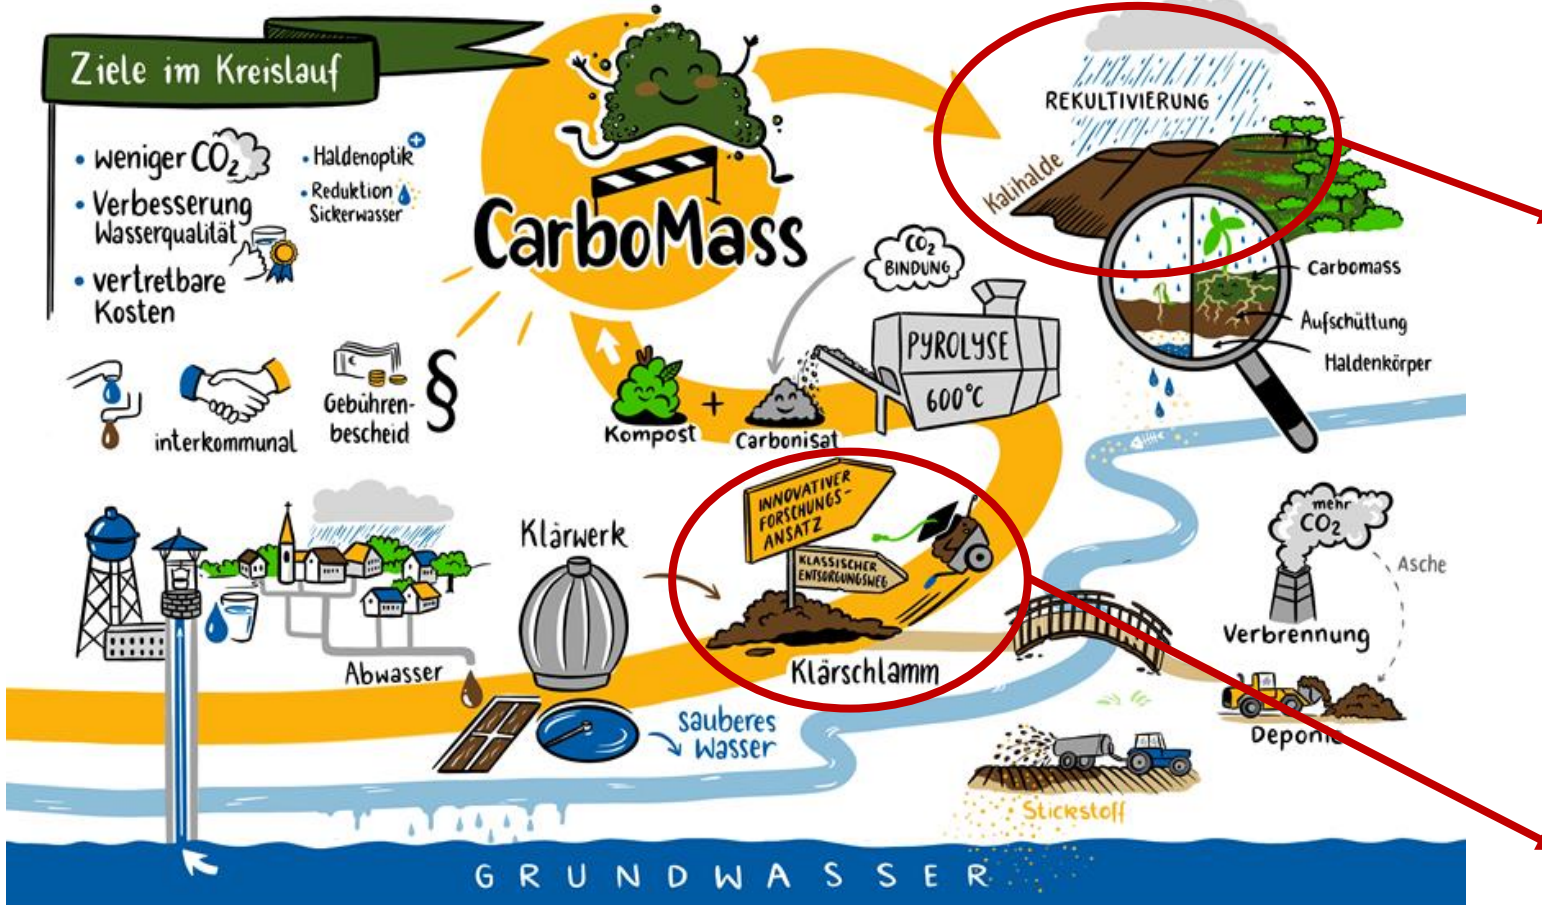 Ziele im Kreislauf
• weniger CO2
• Verbesserung
Wasserqualität
• vertretbare
Kosten
• Haldenoptik +
• Reduktion
Sickerwasser
interkommunal
€
Gebühren-
bescheid
§
CarboMass
REKULTIVIERUNG
Kalihalde
Carbomass
Aufschüttung
Haldenkörper
CO2
BINDUNG
PYROLYSE
600°C
Kompost
+
Carbonisat
INNOVATIVER
FORSCHUNGS-
ANSATZ
KLASSISCHER
ENTSORGUNGSWEG
Klärschlamm
Klärwerk
Abwasser
sauberes
Wasser
mehr
CO2
Asche
Verbrennung
Deponie
Stickstoff
GRUNDWASSER